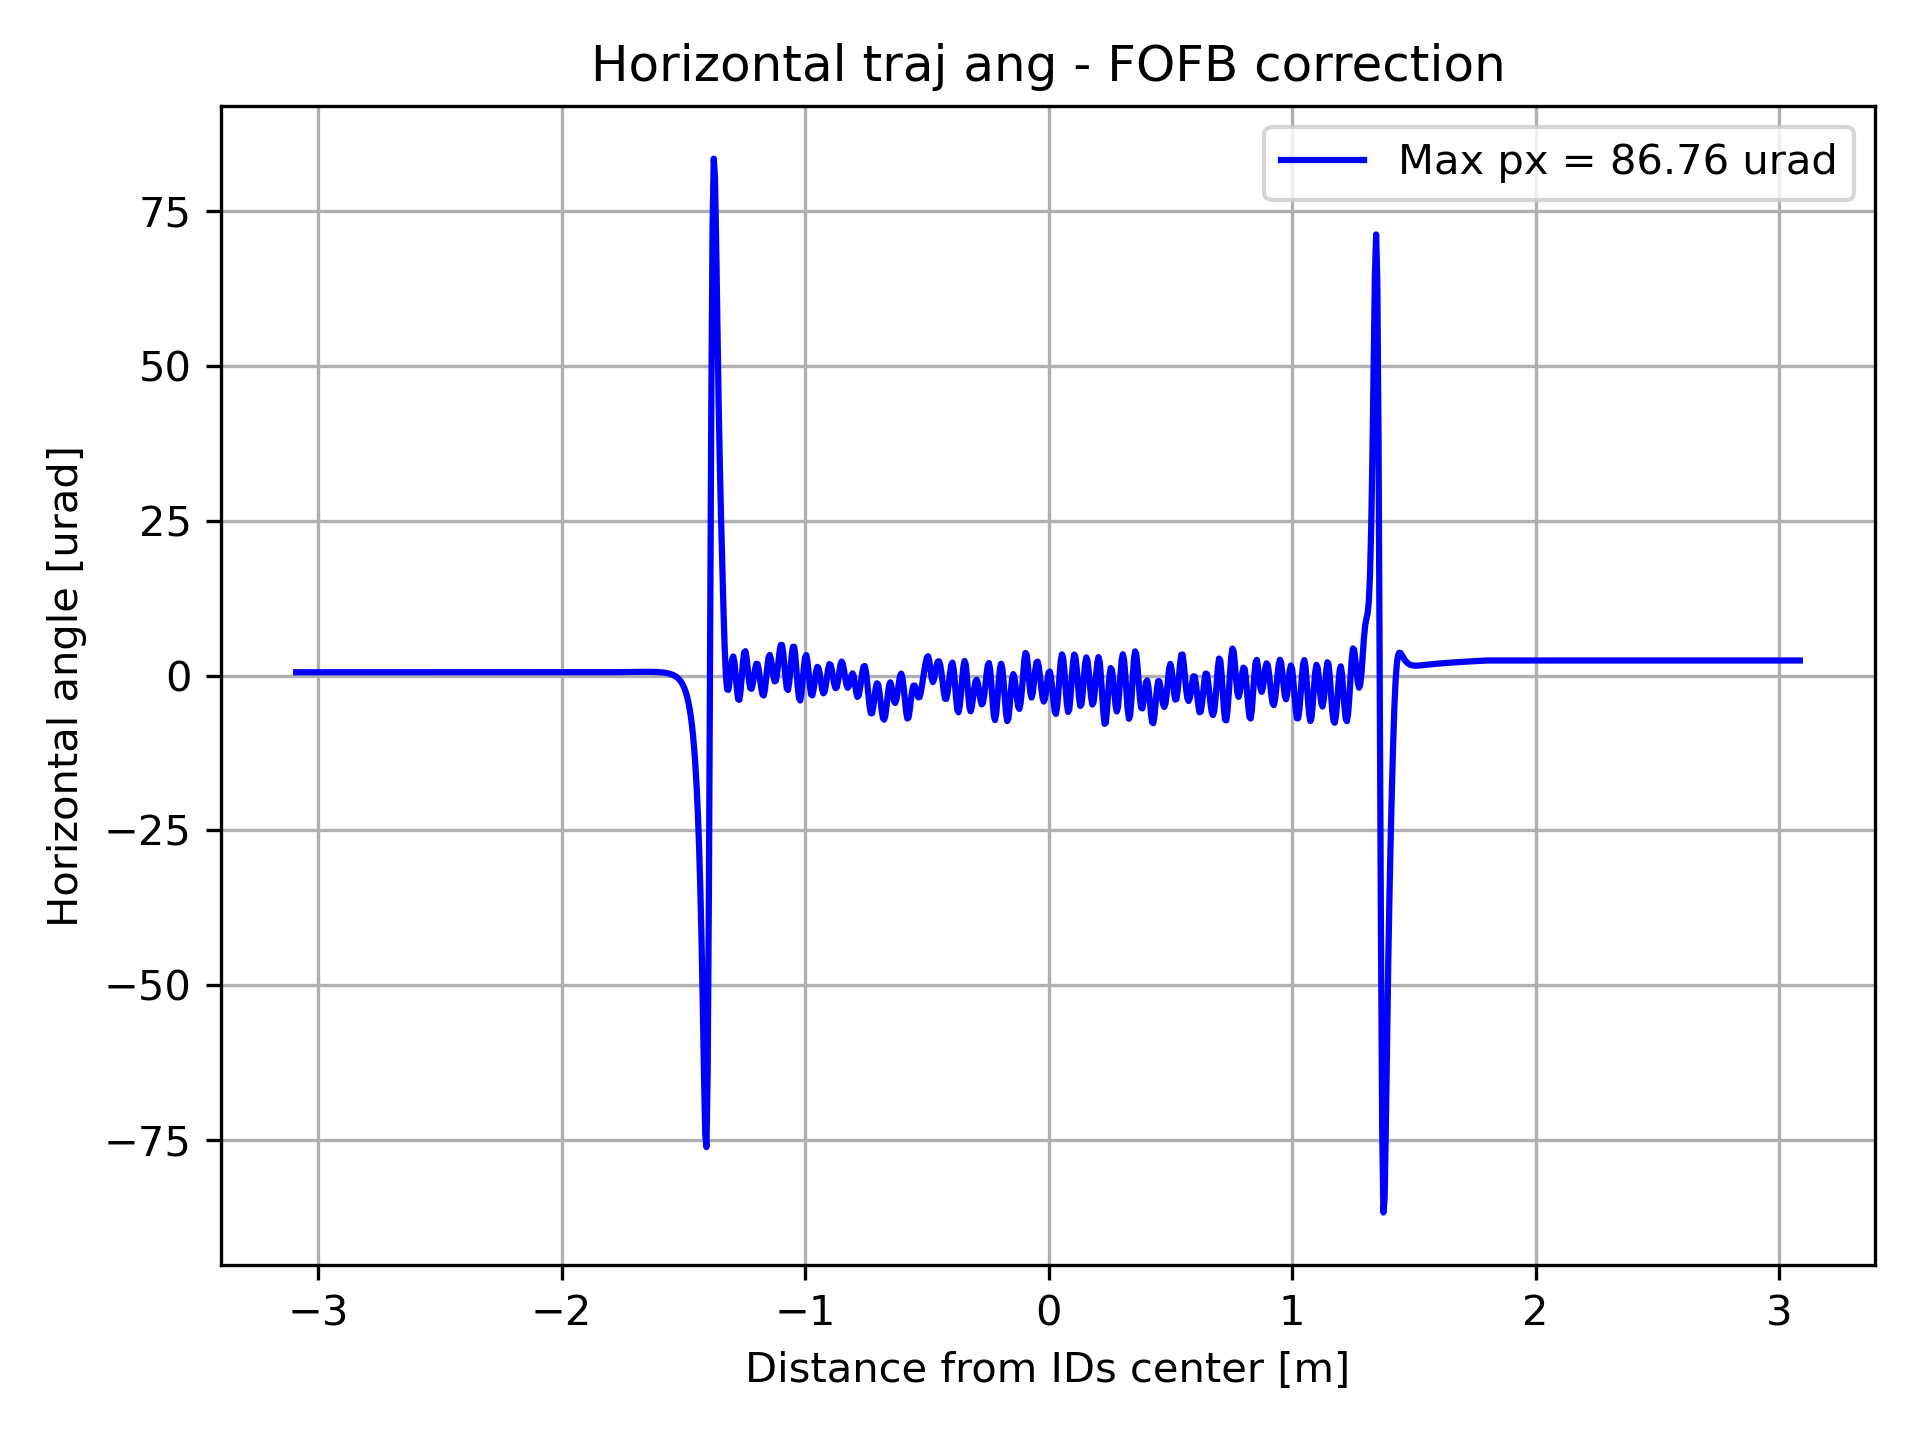 Horizontal traj ang - FOFB correction
Max px = 86.76 urad
75
50
25
0
−25
−50
−75
Horizontal angle [urad]
−3 −2 −1 0 1 2 3
Distance from IDs center [m]